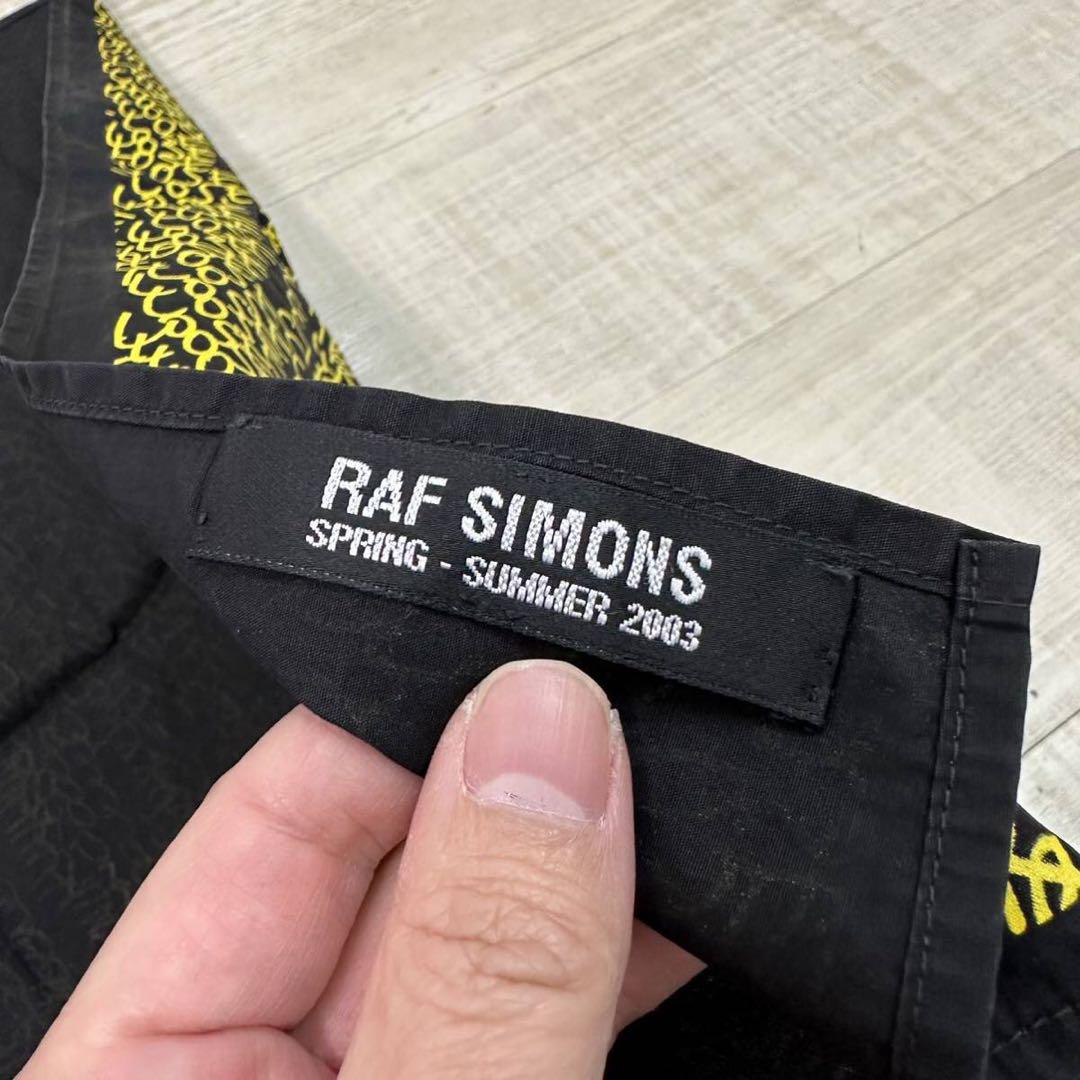 RAF SIMONS
SPRING - SUMMER 2003